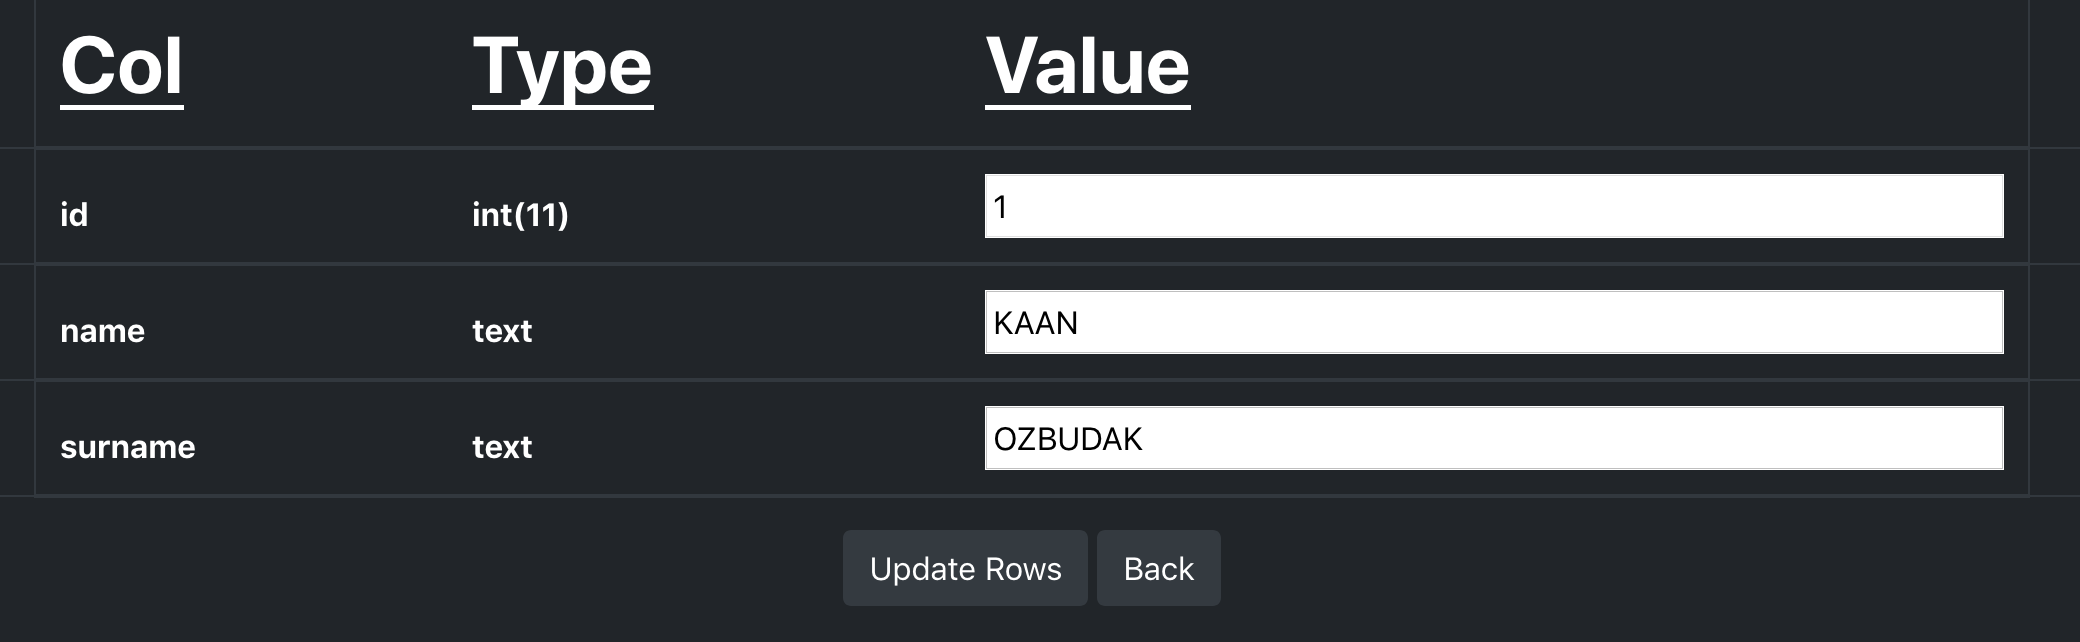 Col Type Value
id int(11) 1
name text KAAN
surname text OZBUDAK
Update Rows Back